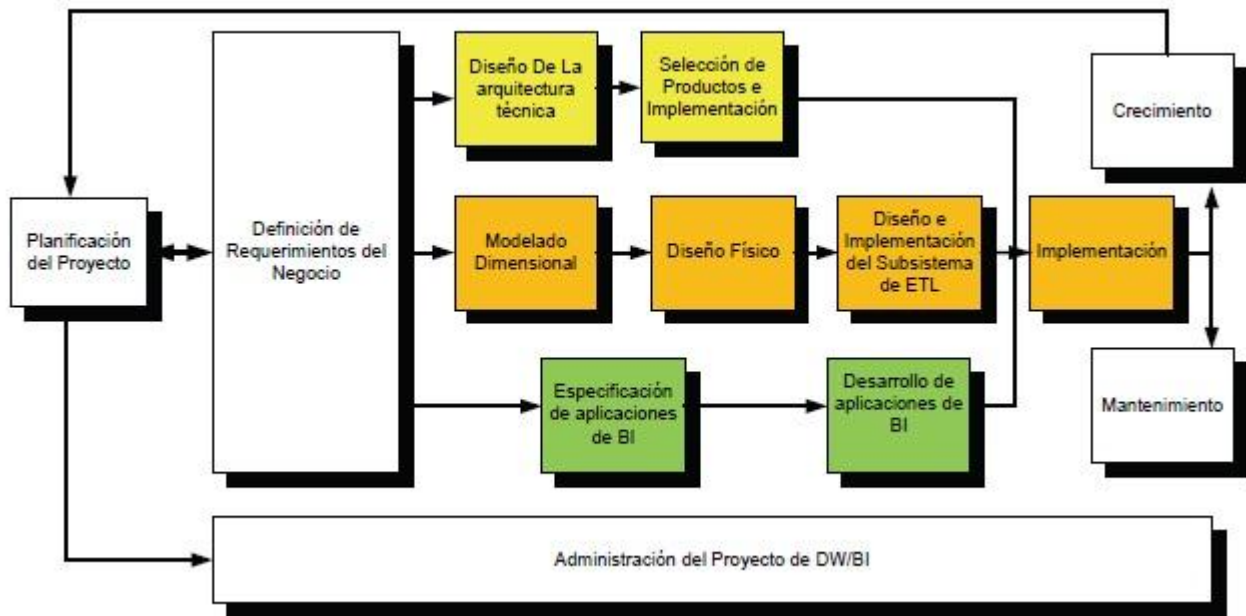 Planificación
del Proyecto
Definición de
Requerimientos del
Negocio
Diseño De La
arquitectura
técnica
Selección de
Productos e
Implementación
Modelado
Dimensional
Diseño Físico
Diseño e
Implementación
del Subsistema
de ETL
Implementación
Especificación
de aplicaciones
de BI
Desarrollo de
aplicaciones de
BI
Crecimiento
Mantenimiento
Administración del Proyecto de DW/BI